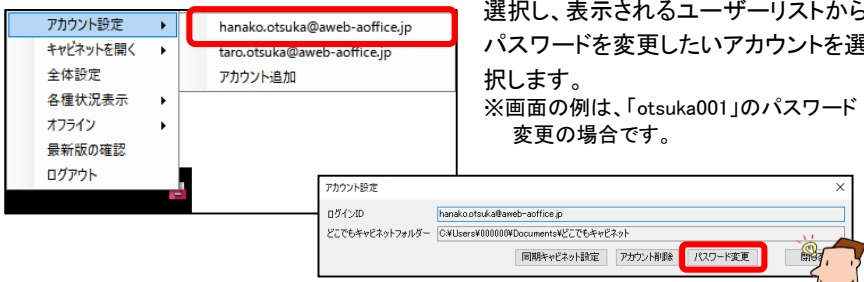 アカウント設定
キャビネットを開く
全体設定
各種状況表示
オフライン
最新版の確認
ログアウト
hanako.otsuka@aweb-aoffice.jp
taro.otsuka@aweb-aoffice.jp
アカウント追加
選択し、表示されるユーザーリストから
パスワードを変更したいアカウントを選
択します。
※画面の例は、「otsuka001」のパスワード
変更の場合です。
アカウント設定
ログインID
hanako.otsuka@aweb-aoffice.jp
どこでもキャビネットフォルダー
C:¥Users¥000000¥Documents¥どこでもキャビネット
同期キャビネット設定
アカウント削除
パスワード変更